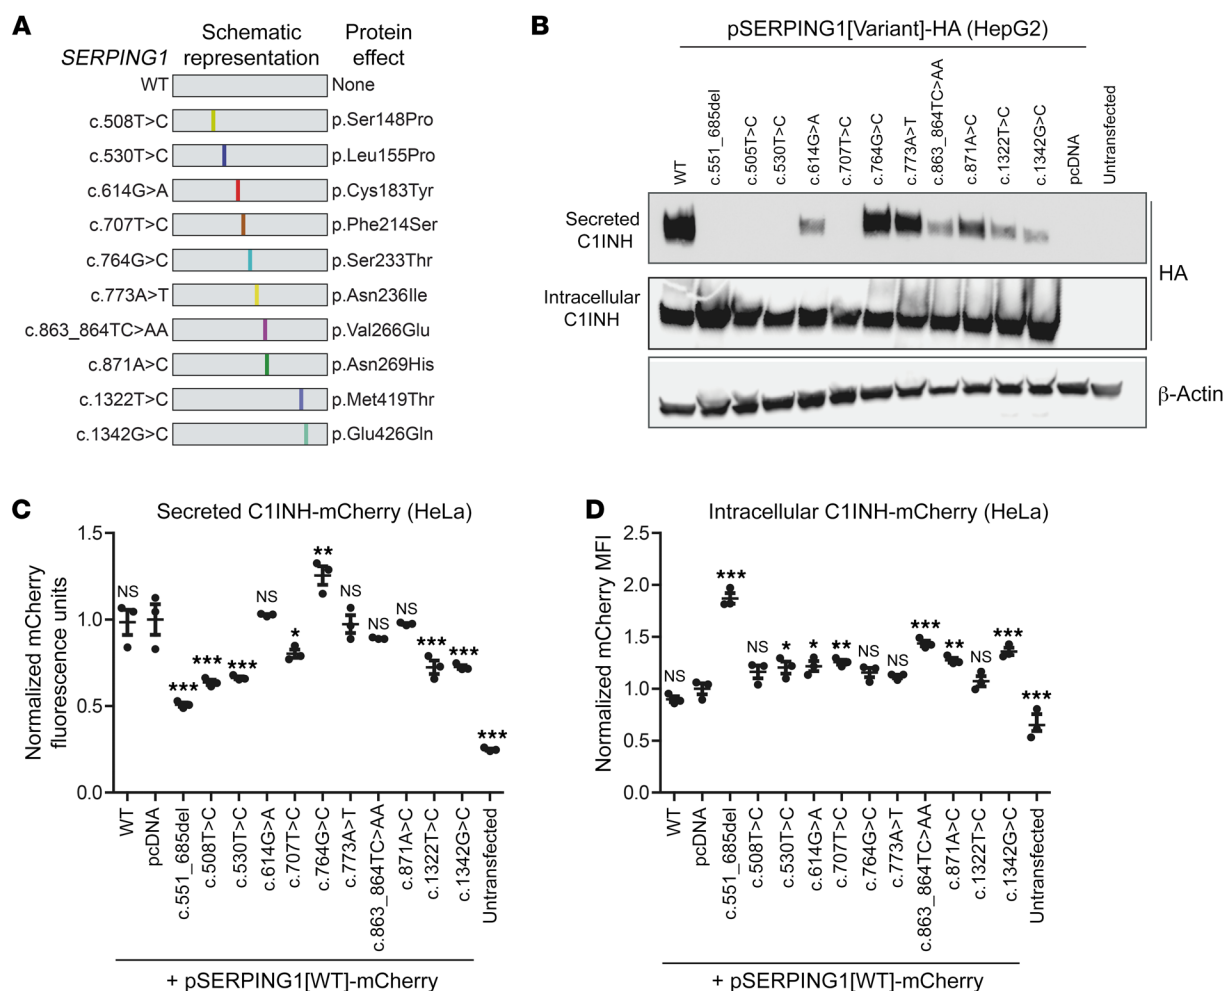 A
SERPING1
Schematic
representation
Protein
effect
WT
None
c.508T>C
p.Ser148Pro
c.530T>C
p.Leu155Pro
c.614G>A
p.Cys183Tyr
c.707T>C
p.Phe214Ser
c.764G>C
p.Ser233Thr
c.773A>T
p.Asn236Ile
c.863_864TC>AA
p.Val266Glu
c.871A>C
p.Asn269His
c.1322T>C
p.Met419Thr
c.1342G>C
p.Glu426Gln
B
pSERPING1[Variant]-HA (HepG2)
WT
c.551_685del
c.505T>C
c.530T>C
c.614G>A
c.707T>C
c.764G>C
c.773A>T
c.863_864TC>AA
c.871A>C
c.1322T>C
c.1342G>C
pcDNA
Untransfected
Secreted
C1INH
Intracellular
C1INH
HA
β-Actin
C
Secreted C1INH-mCherry (HeLa)
Normalized mCherry
fluorescence units
1.5
1.0
0.5
0.0
NS
***
***
***
NS
*
**
NS
NS
NS
***
***
***
WT
pcDNA
c.551_685del
c.508T>C
c.530T>C
c.614G>A
c.707T>C
c.764G>C
c.773A>T
c.863_864TC>AA
c.871A>C
c.1322T>C
c.1342G>C
Untransfected
+ pSERPING1[WT]-mCherry
D
Intracellular C1INH-mCherry (HeLa)
Normalized mCherry MFI
2.5
2.0
1.5
1.0
0.5
0.0
NS
***
NS
*
*
**
NS
NS
***
**
NS
***
***
WT
pcDNA
c.551_685del
c.508T>C
c.530T>C
c.614G>A
c.707T>C
c.764G>C
c.773A>T
c.863_864TC>AA
c.871A>C
c.1322T>C
c.1342G>C
Untransfected
+ pSERPING1[WT]-mCherry